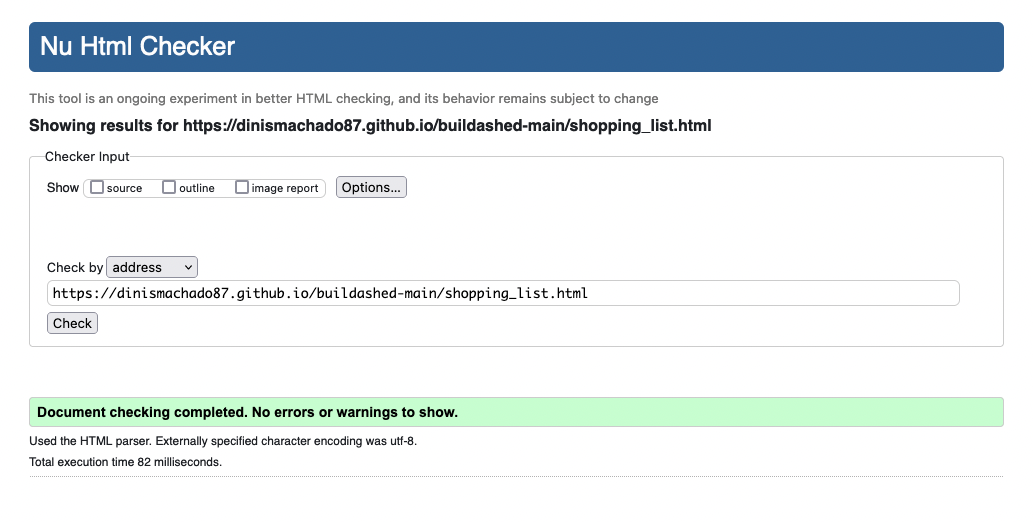 Nu Html Checker
This tool is an ongoing experiment in better HTML checking, and its behavior remains subject to change
Showing results for https://dinismachado87.github.io/buildashed-main/shopping_list.html
Checker Input
Show source outline image report Options...
Check by address
https://dinismachado87.github.io/buildashed-main/shopping_list.html
Check
Document checking completed. No errors or warnings to show.
Used the HTML parser. Externally specified character encoding was utf-8.
Total execution time 82 milliseconds.